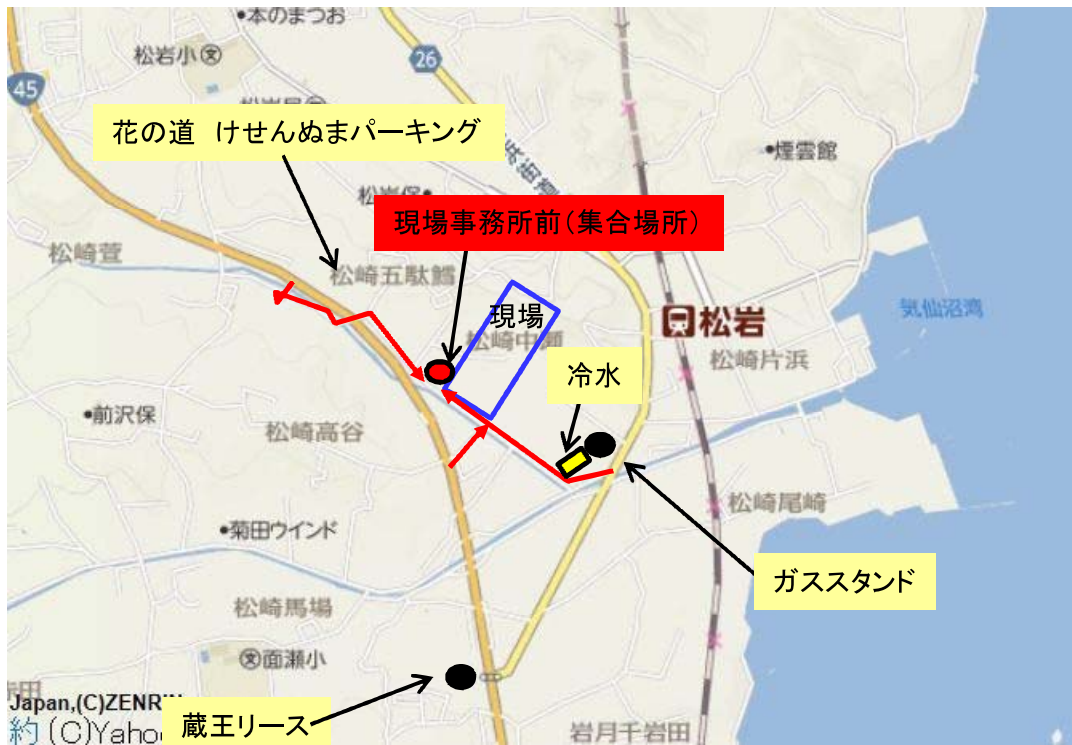 本のまつお
松岩小
26
45
花の道 けせんぬまパーキング
煙雲館
現場事務所前(集合場所)
松崎萱
松崎五駄鱈
気仙沼湾
現場
松岩
松崎中瀬
松崎片浜
冷水
前沢保
松崎高谷
松崎尾崎
菊田ウインド
ガススタンド
松崎馬場
面瀬小
Japan,(C)ZENRIN
蔵王リース
岩月千岩田
約 (C)Yaho